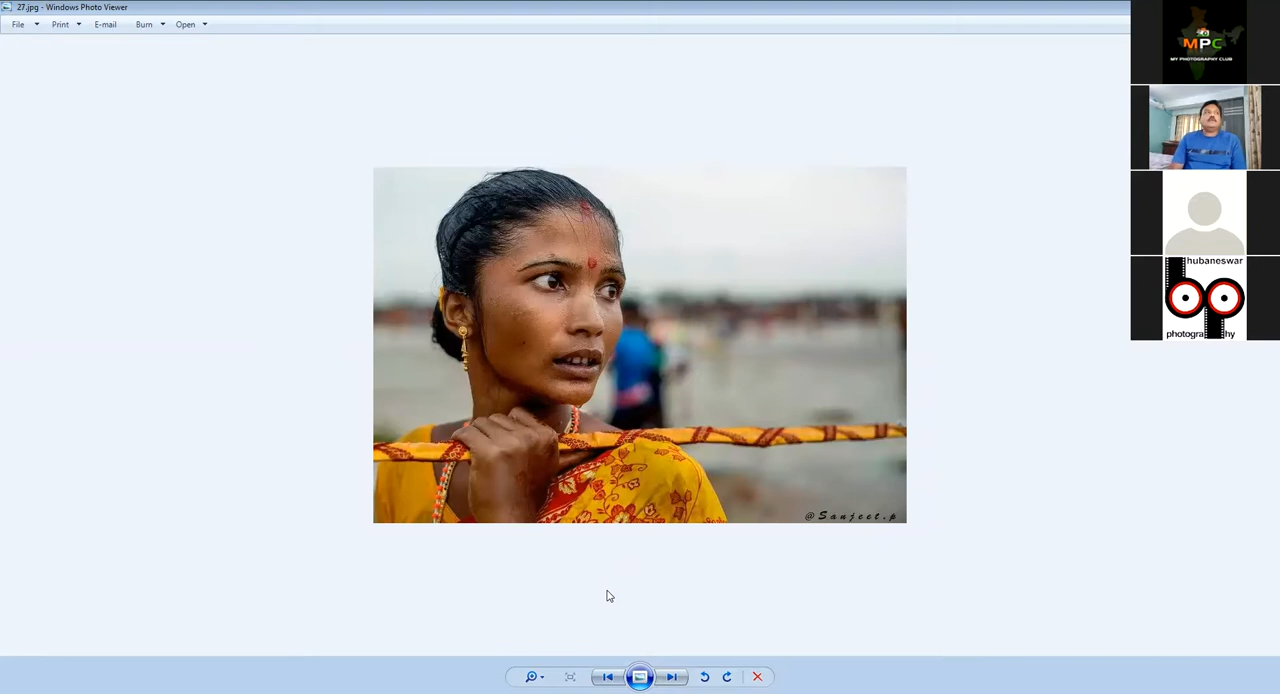 27.jpg - Windows Photo Viewer
File Print E-mail Burn Open
MPC
MY PHOTOGRAPHY CLUB
hubaneswar
photogra hy
@Sanjeet.p